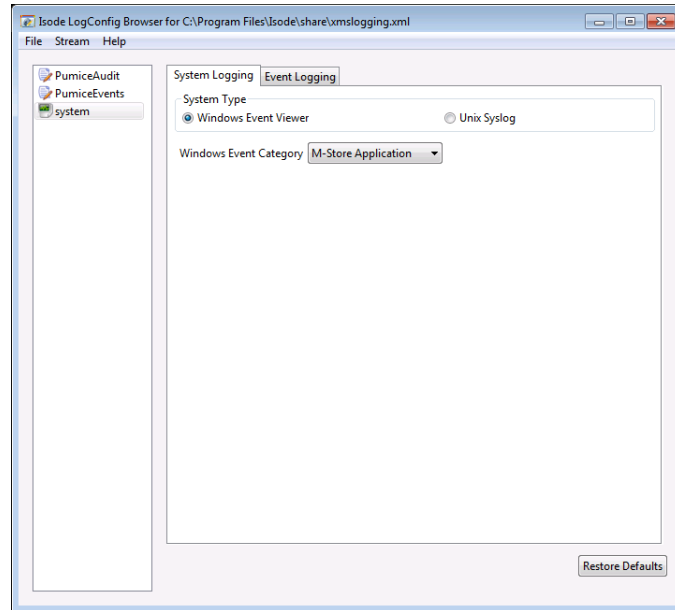 Isode LogConfig Browser for C:\Program Files\Isode\share\xmslogging.xml
File Stream Help
PumiceAudit
PumiceEvents
system
System Logging Event Logging
System Type
Windows Event Viewer Unix Syslog
Windows Event Category M-Store Application
Restore Defaults